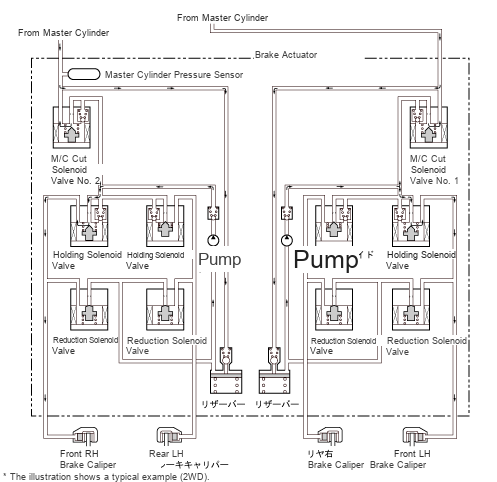 From Master Cylinder
From Master Cylinder
Brake Actuator
Master Cylinder Pressure Sensor
M/C Cut
Solenoid
Valve No. 2
M/C Cut
Solenoid
Valve No. 1
Holding Solenoid
Valve
Holding Solenoid
Valve
Pump
Pump
イド
Holding Solenoid
Valve
Reduction Solenoid
Valve
Reduction Solenoid
Valve
Reduction Solenoid
Valve
Reduction Solenoid
Valve
リザーバー
リザーバー
Front RH
Brake Caliper
Rear LH
ーキキャリパー
リヤ右
Brake Caliper
Front LH
Brake Caliper
* The illustration shows a typical example (2WD).